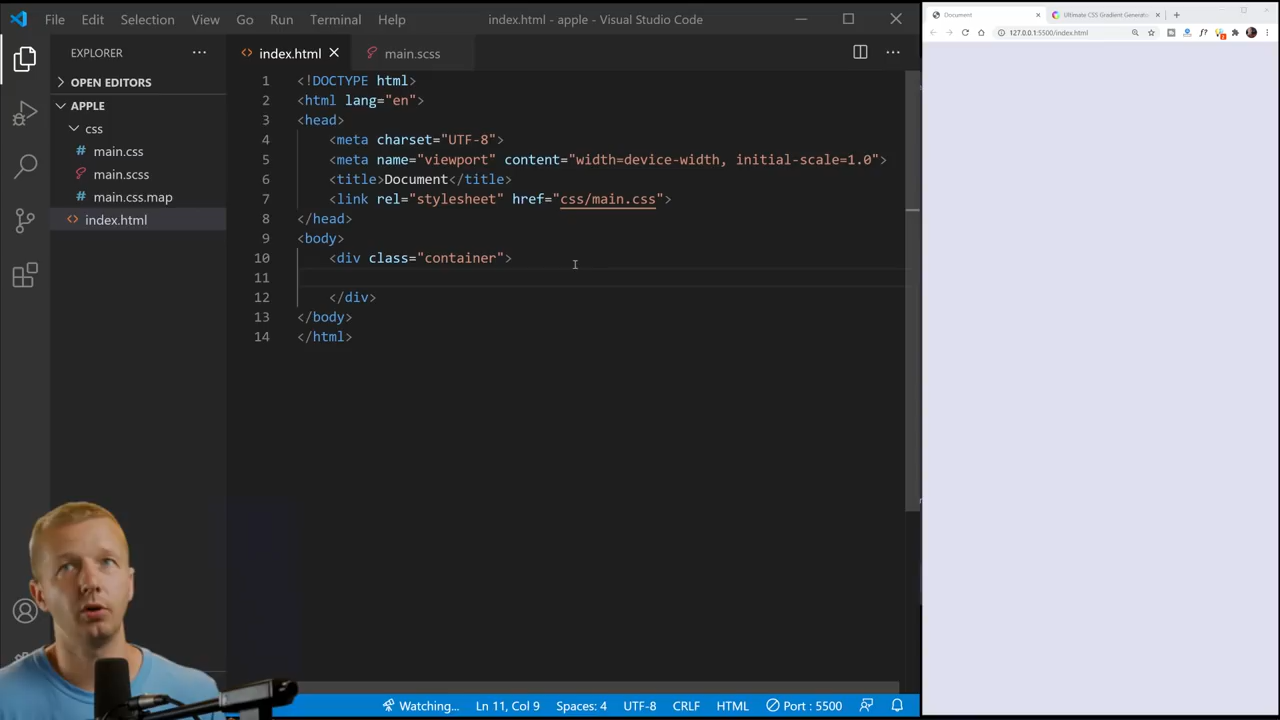 File Edit Selection View Go Run Terminal Help
index.html - apple - Visual Studio Code
EXPLORER
OPEN EDITORS
APPLE
css
main.css
main.scss
main.css.map
index.html
index.html main.scss
1 <!DOCTYPE html>
2 <html lang="en">
3 <head>
4 <meta charset="UTF-8">
5 <meta name="viewport" content="width=device-width, initial-scale=1.0">
6 <title>Document</title>
7 <link rel="stylesheet" href="css/main.css">
8 </head>
9 <body>
10 <div class="container">
11
12 </div>
13 </body>
14 </html>
Watching... Ln 11, Col 9 Spaces: 4 UTF-8 CRLF HTML Port : 5500
Document Ultimate CSS Gradient Generat
127.0.0.1:5500/index.html